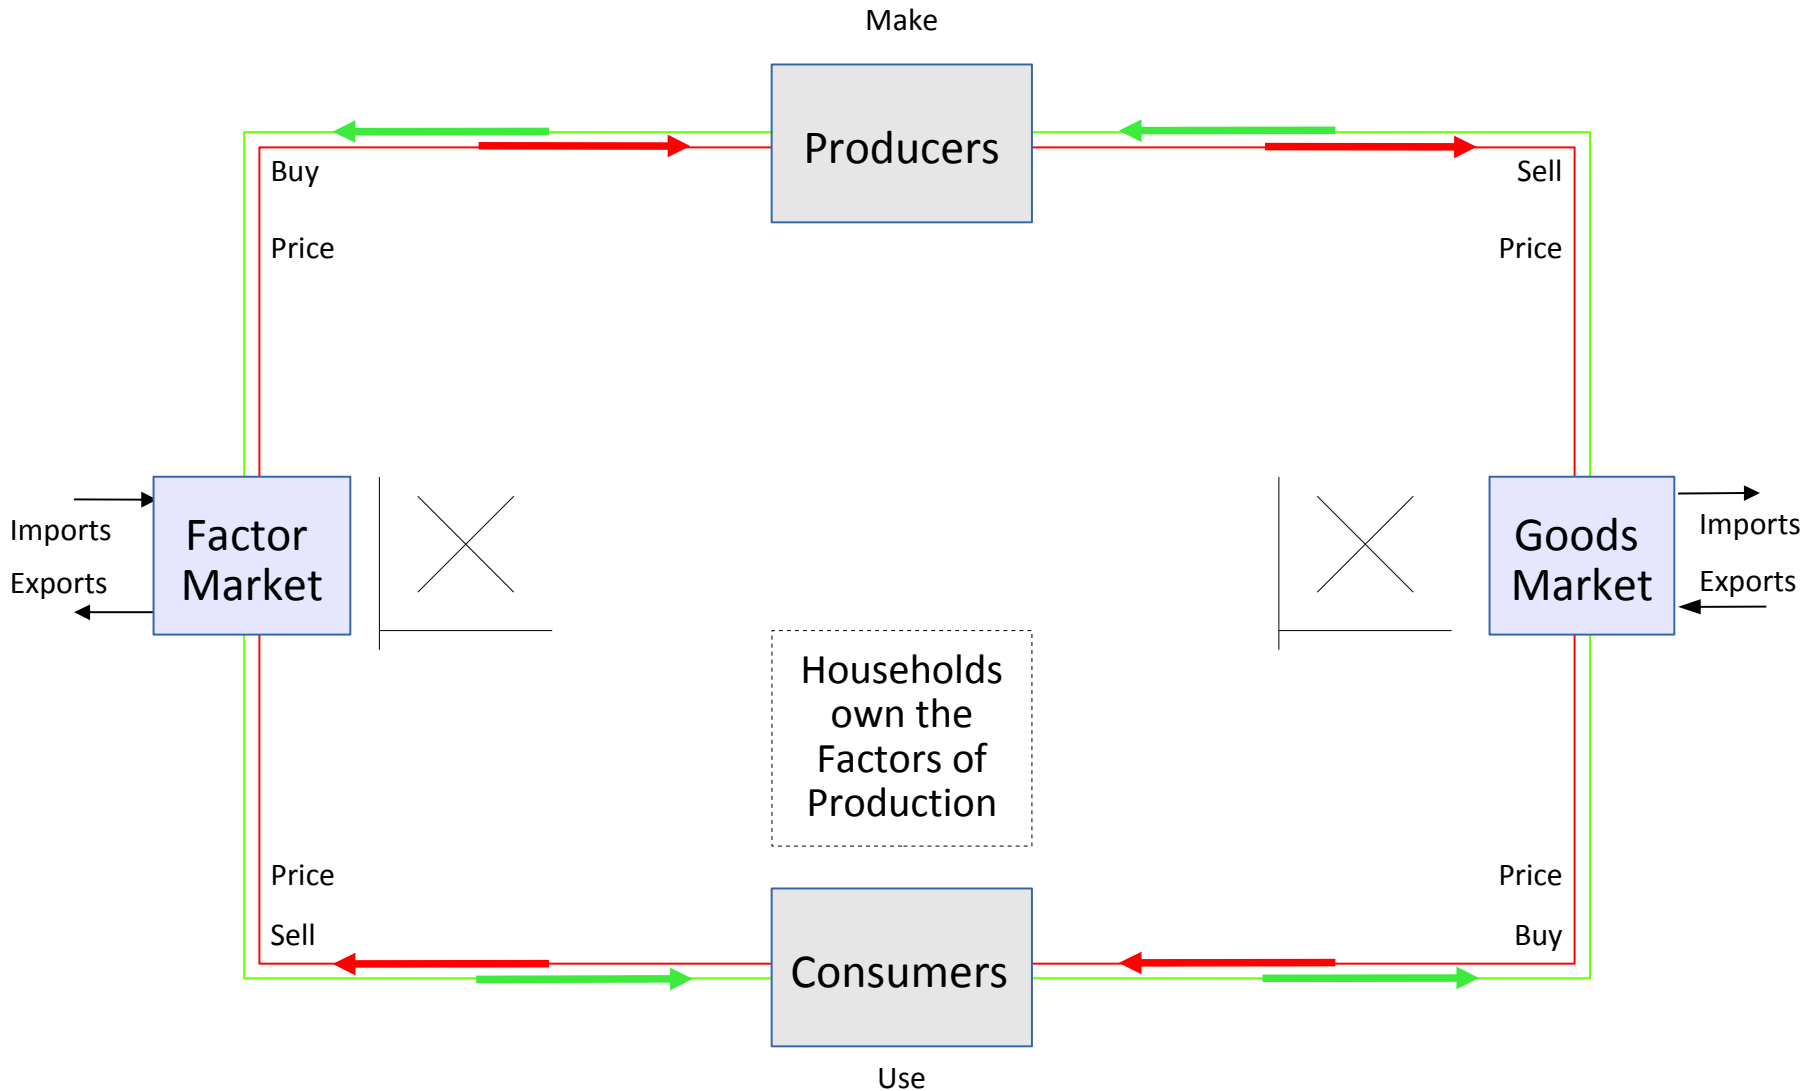 Make
Producers
Buy
Sell
Price
Price
Imports
Exports
Factor
Market
Goods
Market
Imports
Exports
Households
own the
Factors of
Production
Price
Sell
Price
Buy
Consumers
Use